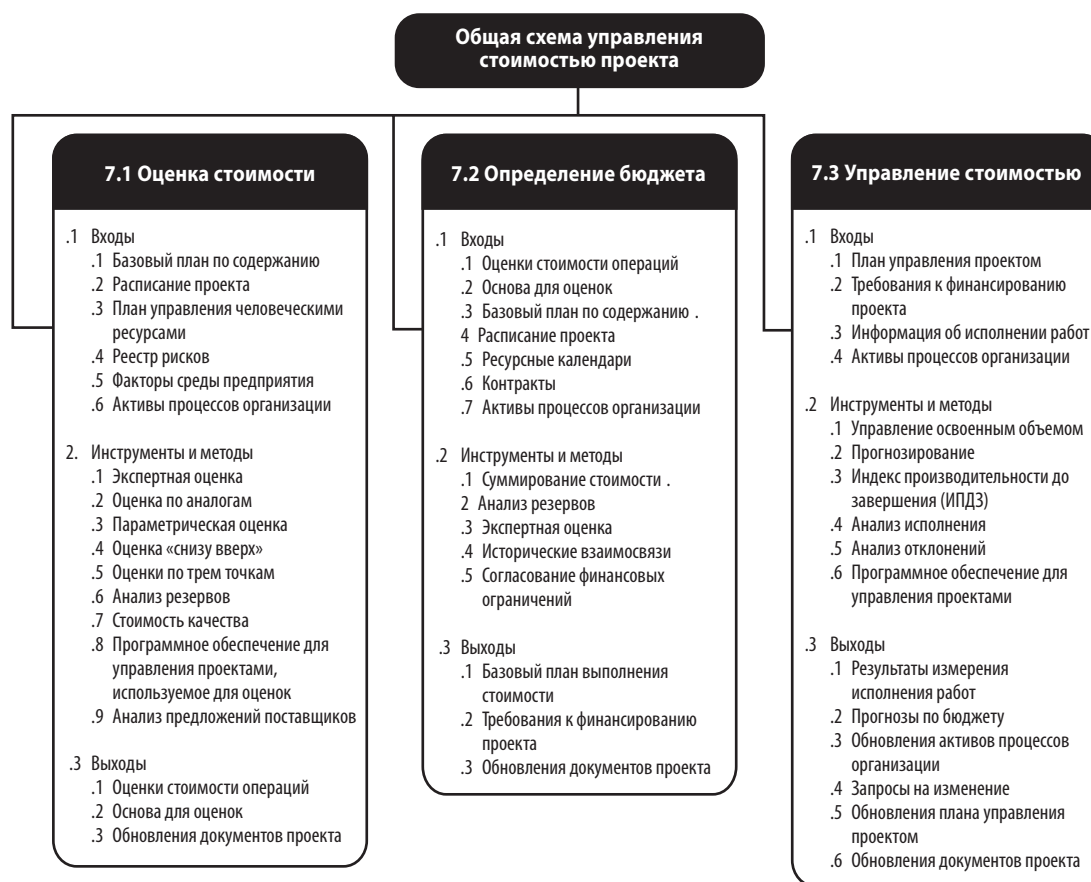 Общая схема управления
стоимостью проекта
7.1 Оценка стоимости
.1 Входы
.1 Базовый план по содержанию
.2 Расписание проекта
.3 План управления человеческими
ресурсами
.4 Реестр рисков
.5 Факторы среды предприятия
.6 Активы процессов организации
2. Инструменты и методы
.1 Экспертная оценка
.2 Оценка по аналогам
.3 Параметрическая оценка
.4 Оценка «снизу вверх»
.5 Оценки по трем точкам
.6 Анализ резервов
.7 Стоимость качества
.8 Программное обеспечение для
управления проектами,
используемое для оценок
.9 Анализ предложений поставщиков
.3 Выходы
.1 Оценки стоимости операций
.2 Основа для оценок
.3 Обновления документов проекта
7.2 Определение бюджета
.1 Входы
.1 Оценки стоимости операций
.2 Основа для оценок
.3 Базовый план по содержанию .
4 Расписание проекта
.5 Ресурсные календари
.6 Контракты
.7 Активы процессов организации
.2 Инструменты и методы
.1 Суммирование стоимости .
2 Анализ резервов
.3 Экспертная оценка
.4 Исторические взаимосвязи
.5 Согласование финансовых
ограничений
.3 Выходы
.1 Базовый план выполнения
стоимости
.2 Требования к финансированию
проекта
.3 Обновления документов проекта
7.3 Управление стоимостью
.1 Входы
.1 План управления проектом
.2 Требования к финансированию
проекта
.3 Информация об исполнении работ
.4 Активы процессов организации
.2 Инструменты и методы
.1 Управление освоенным объемом
.2 Прогнозирование
.3 Индекс производительности до
завершения (ИПДЗ)
.4 Анализ исполнения
.5 Анализ отклонений
.6 Программное обеспечение для
управления проектами
.3 Выходы
.1 Результаты измерения
исполнения работ
.2 Прогнозы по бюджету
.3 Обновления активов процессов
организации
.4 Запросы на изменение
.5 Обновления плана управления
проектом
.6 Обновления документов проекта